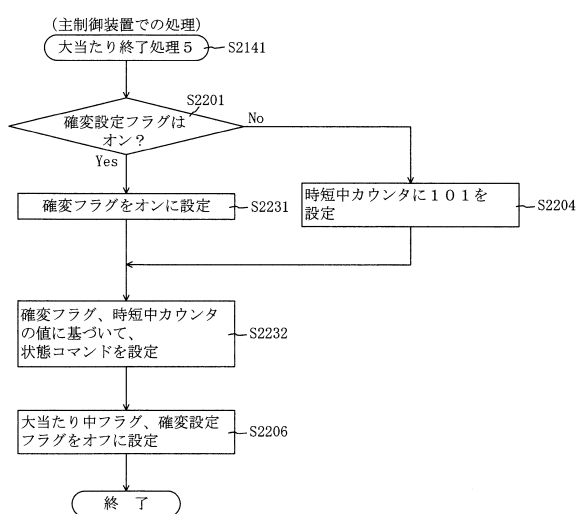 (主制御装置での処理)
大当たり終了処理5
S2141
S2201
確変設定フラグは
オン?
No
Yes
確変フラグをオンに設定
S2231
時短中カウンタに101を
設定
S2204
確変フラグ、時短中カウンタ
の値に基づいて、
状態コマンドを設定
S2232
大当たり中フラグ、確変設定
フラグをオフに設定
S2206
終 了